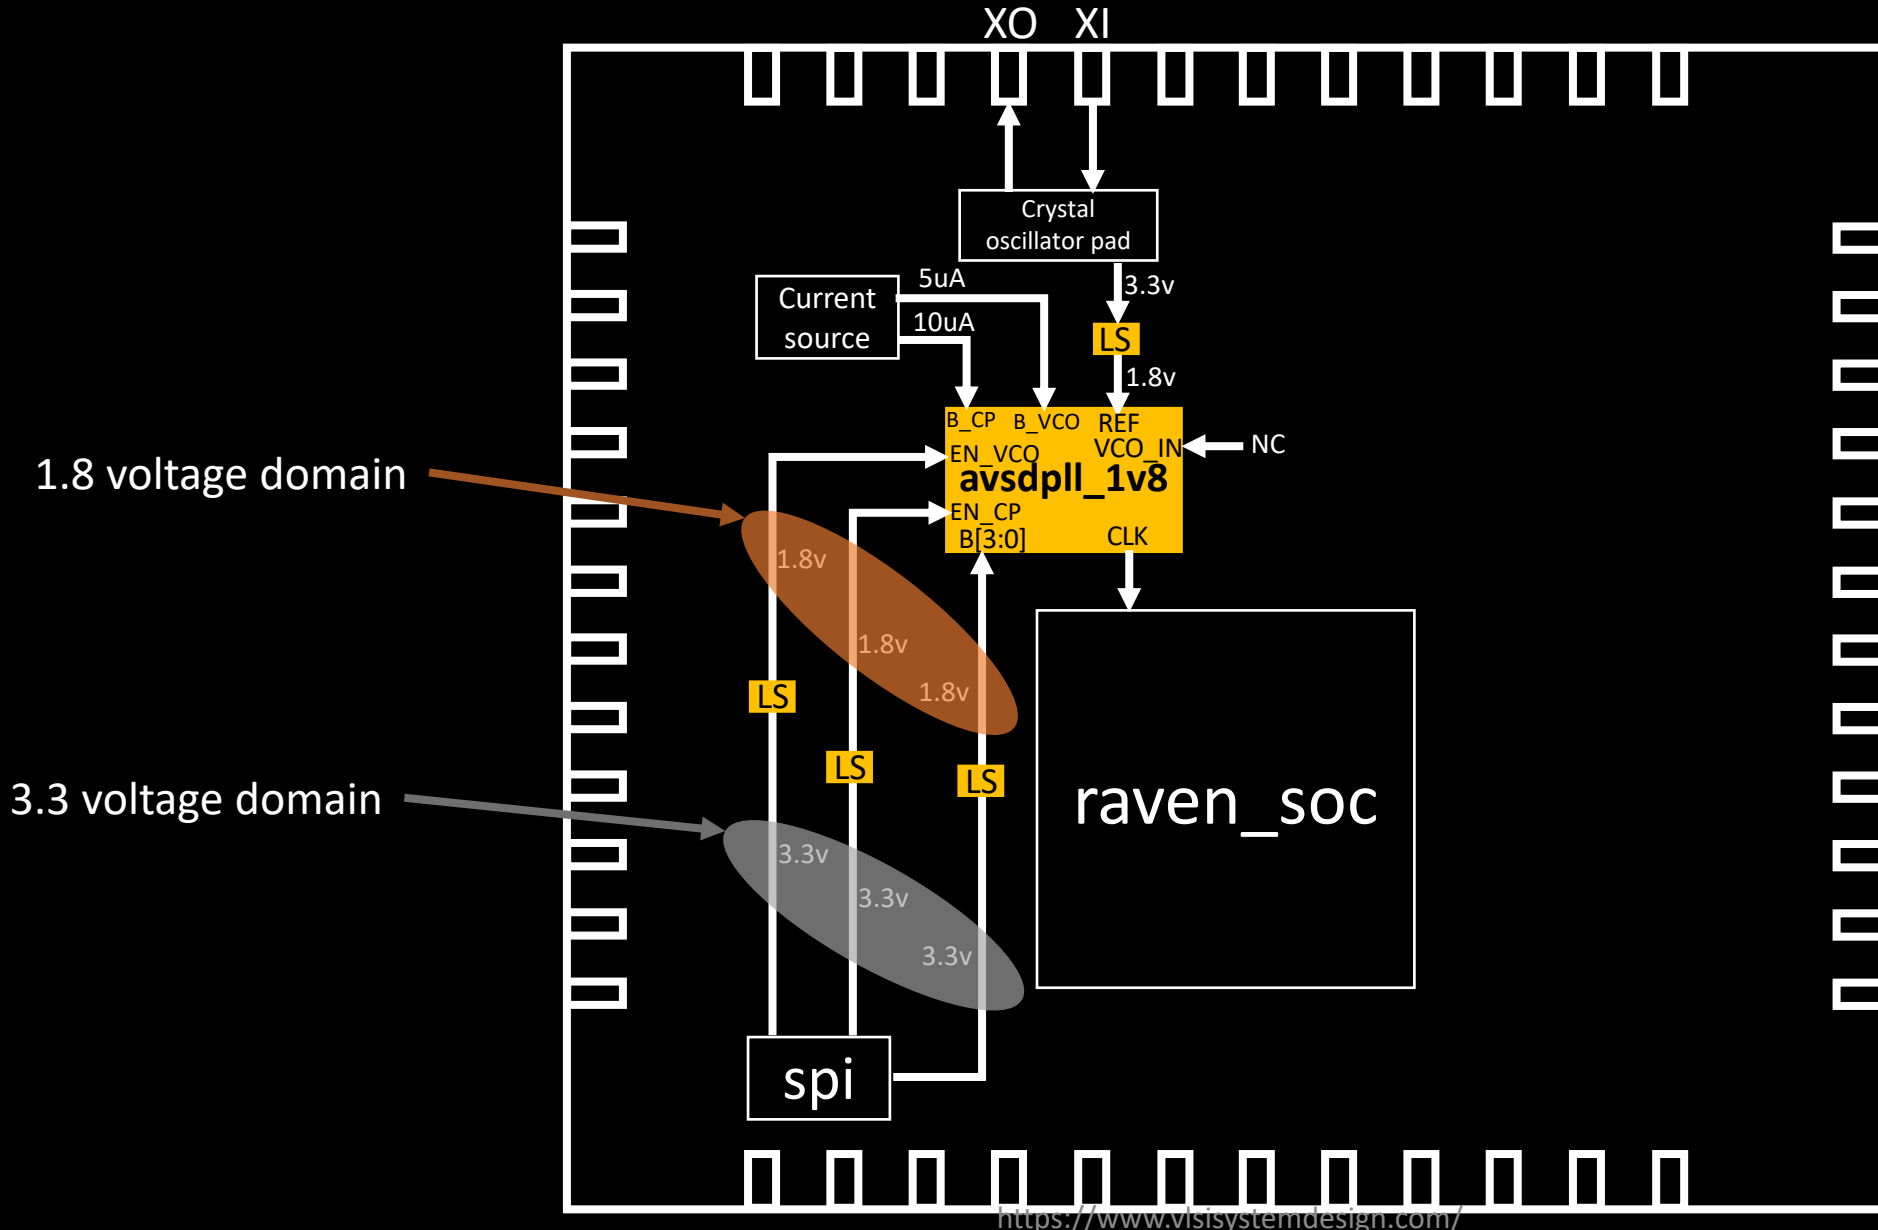 XO XI
Crystal
oscillator pad
5uA
3.3v
Current
source
10uA
LS
1.8v
B_CP B_VCO REF
EN_VCO VCO_IN
NC
avsdpll_1v8
EN_CP
B[3:0] CLK
1.8 voltage domain
1.8v
1.8v
1.8v
LS
LS
LS
3.3 voltage domain
3.3v
3.3v
3.3v
raven_soc
spi
https://www.vlsisystemdesign.com/